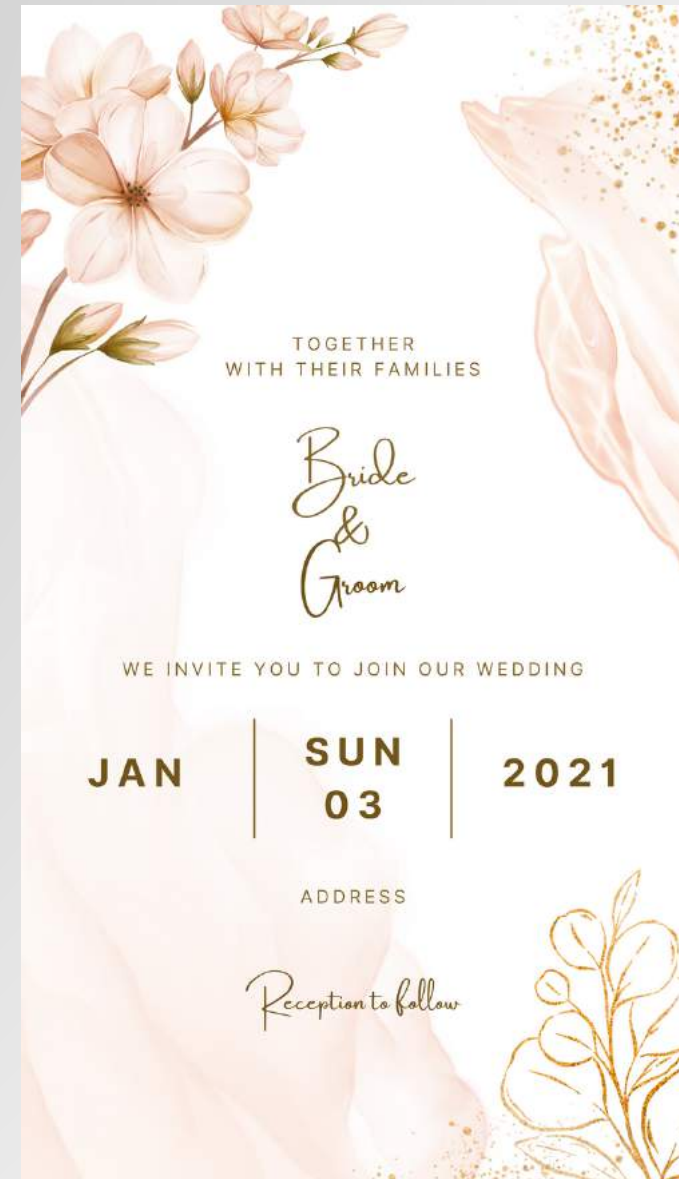 TOGETHER
WITH THEIR FAMILIES
Bride
&
Groom
WE INVITE YOU TO JOIN OUR WEDDING
JAN
SUN
03
2021
ADDRESS
Reception to follow